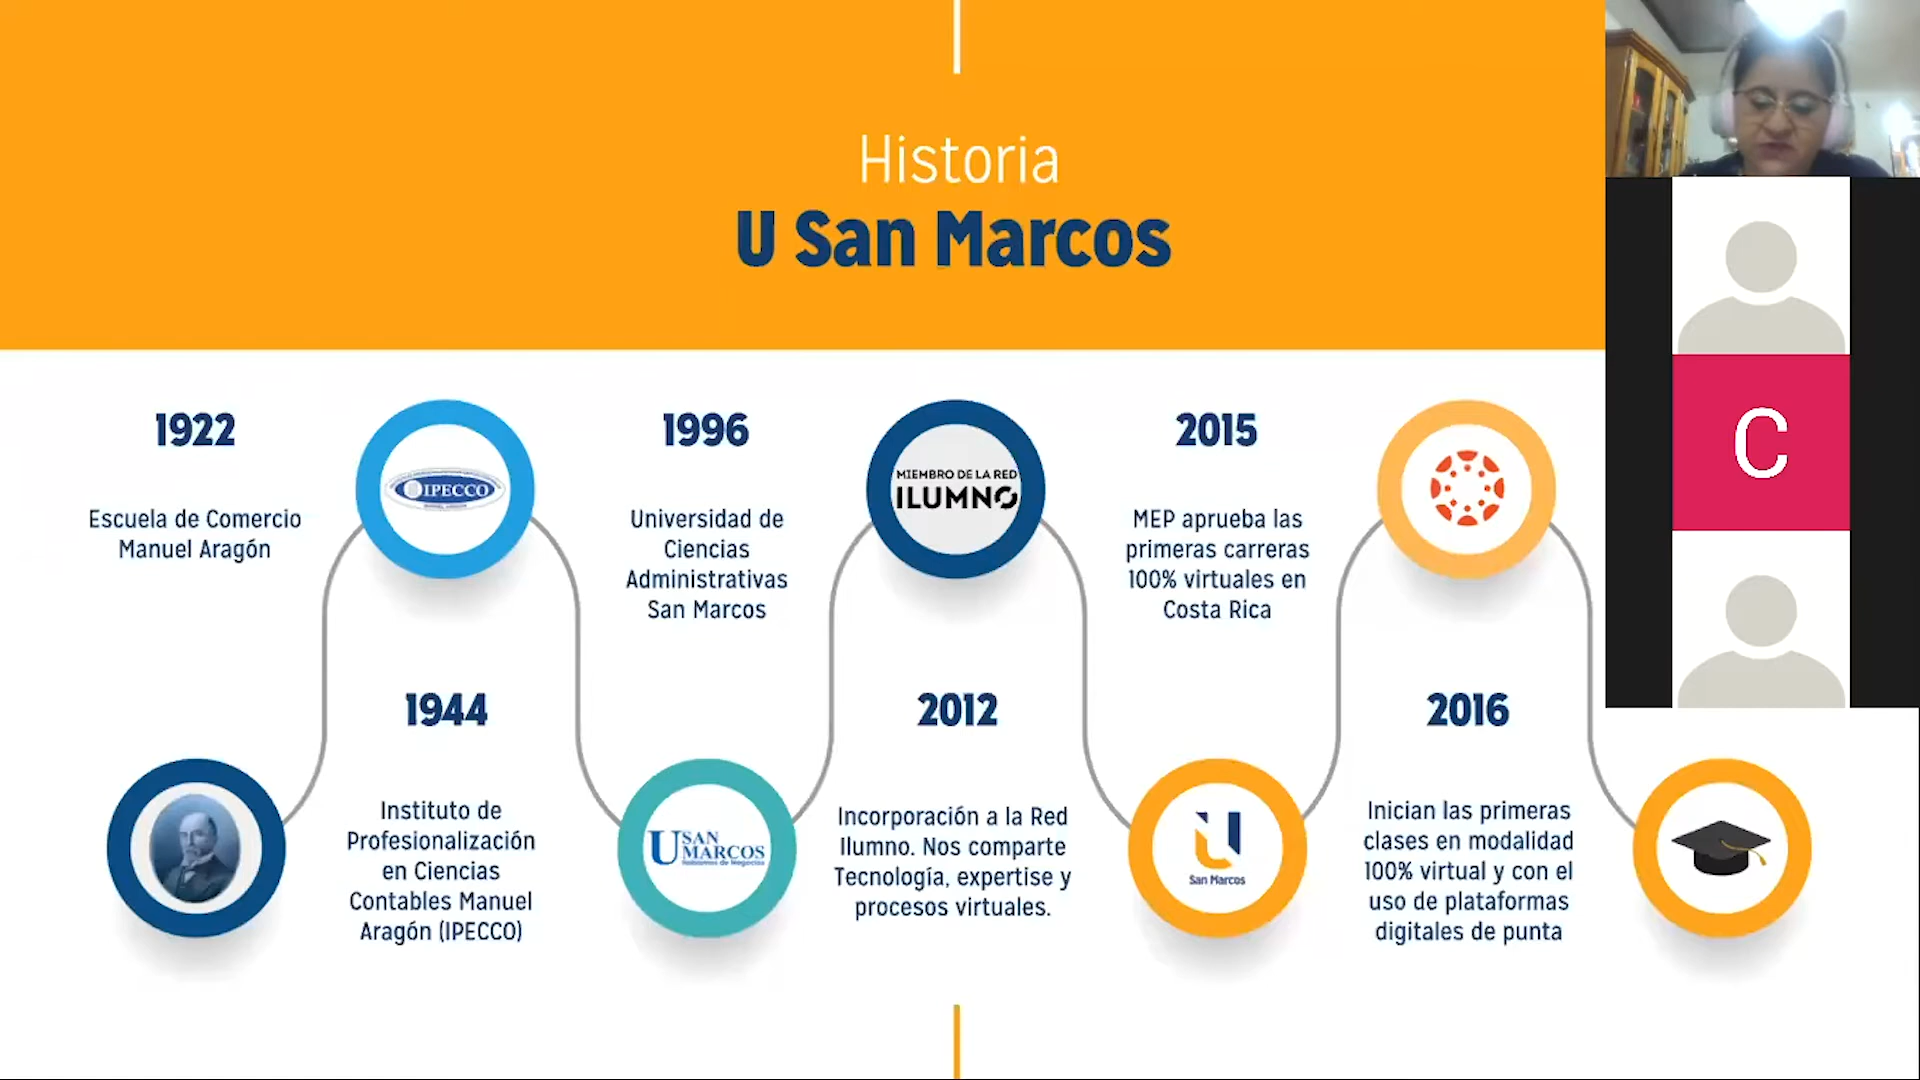 Historia
U San Marcos
1922
Escuela de Comercio
Manuel Aragón
IPECCO
1944
Instituto de
Profesionalización
en Ciencias
Contables Manuel
Aragón (IPECCO)
1996
Universidad de
Ciencias
Administrativas
San Marcos
U SAN
MARCOS
MIEMBRO DE LA RED
ILUMNO
2012
Incorporación a la Red
Ilumno. Nos comparte
Tecnología, expertise y
procesos virtuales.
2015
MEP aprueba las
primeras carreras
100% virtuales en
Costa Rica
U
San Marcos
2016
Inician las primeras
clases en modalidad
100% virtual y con el
uso de plataformas
digitales de punta
C